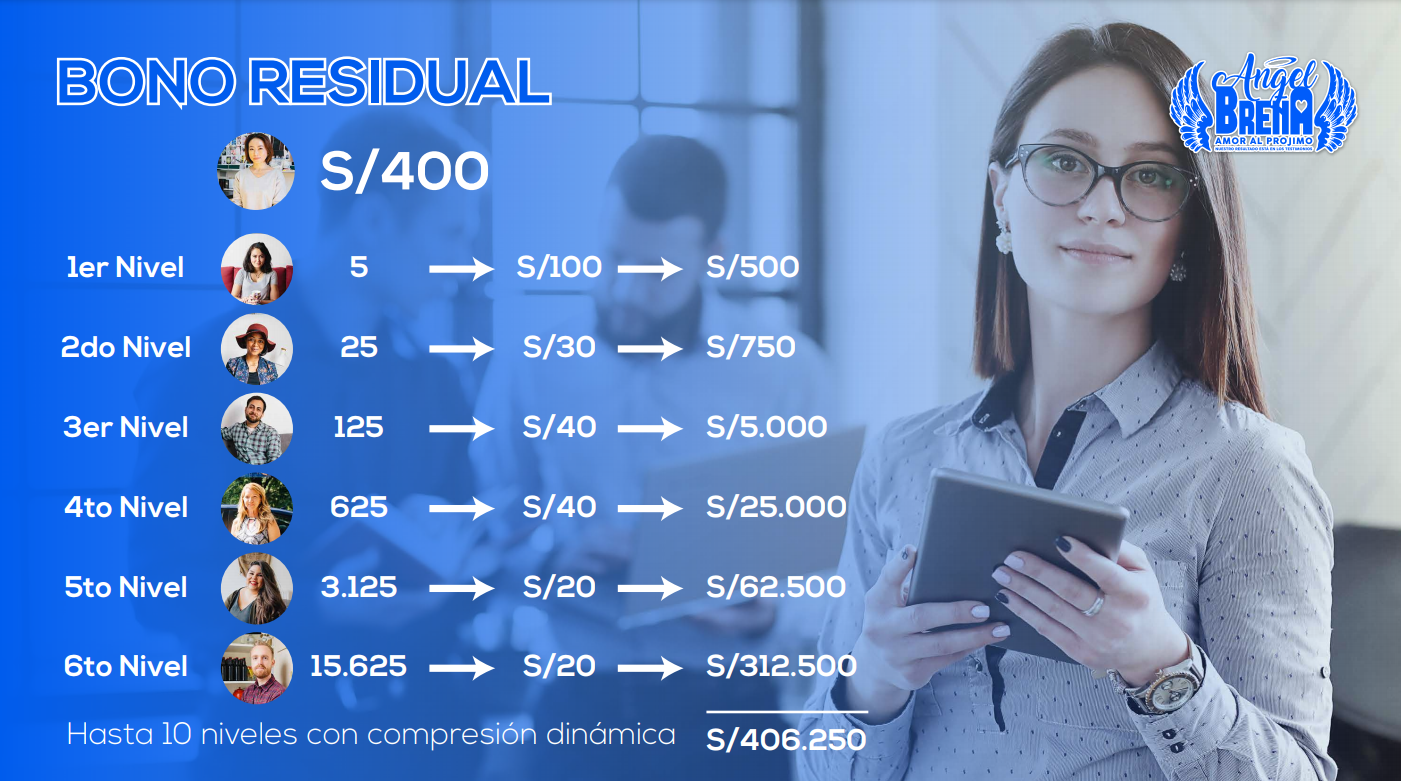 BONO RESIDUAL
Angel
BREÑA
AMOR AL PROJIMO
NUESTRO RESULTADO ESTA EN LOS TESTIMONIOS
S/400
1er Nivel 5 S/100 S/500
2do Nivel 25 S/30 S/750
3er Nivel 125 S/40 S/5.000
4to Nivel 625 S/40 S/25.000
5to Nivel 3.125 S/20 S/62.500
6to Nivel 15.625 S/20 S/312.500
Hasta 10 niveles con compresión dinámica S/406.250